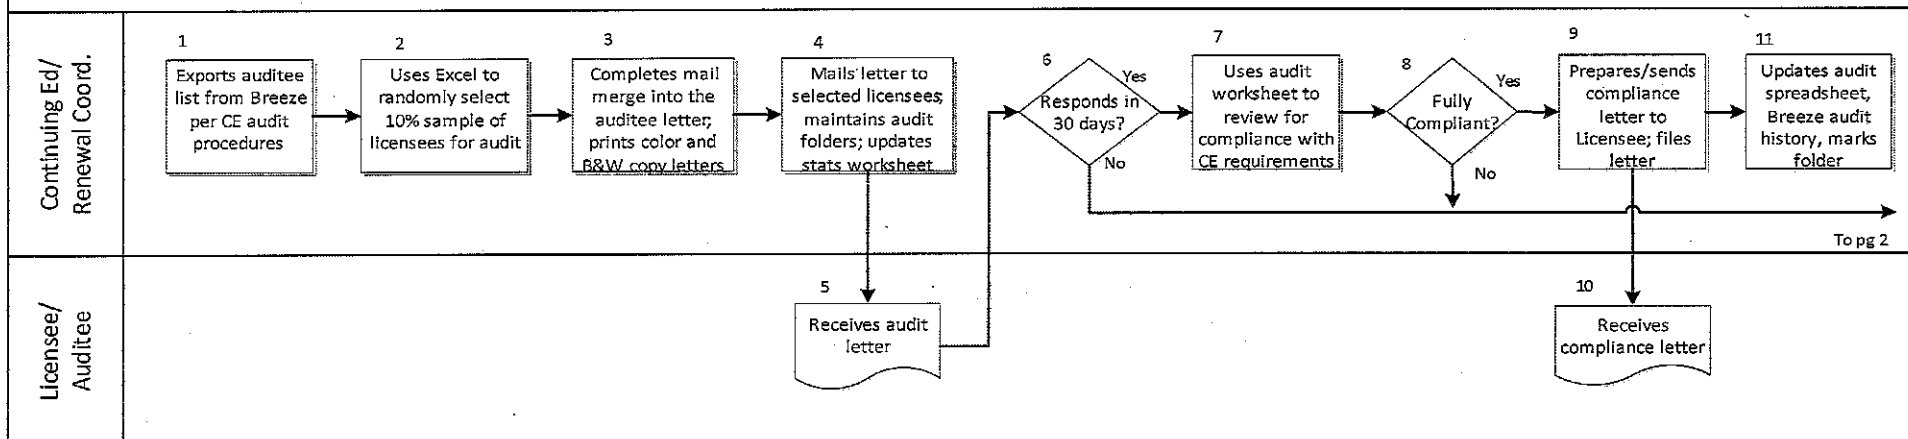 Continuing Ed/
Renewal Coord.
1
Exports auditee
list from Breeze
per CE audit
procedures
2
Uses Excel to
randomly select
10% sample of
licensees for audit
3
Completes mail
merge into the
auditee letter;
prints color and
B&W copy letters
4
Mails letter to
selected licensees;
maintains audit
folders; updates
stats worksheet
6
Responds in
30 days?
Yes
No
7
Uses audit
worksheet to
review for
compliance with
CE requirements
8
Fully
Compliant?
Yes
No
9
Prepares/sends
compliance
letter to
Licensee; files
letter
11
Updates audit
spreadsheet,
Breeze audit
history, marks
folder
To pg 2
Licensee/
Auditee
5
Receives audit
letter
10
Receives
compliance letter